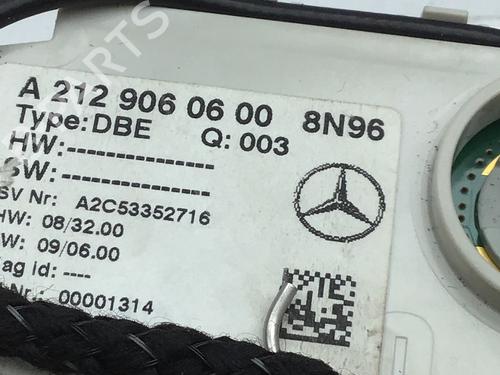 A 212 906 06 00 8N96
Type: DBE Q: 003
HW:---------------
SW:---------------
SV Nr: A2C53352716
HW: 08/32.00
W: 09/06.00
ag id: ----
Nr.: 00001314